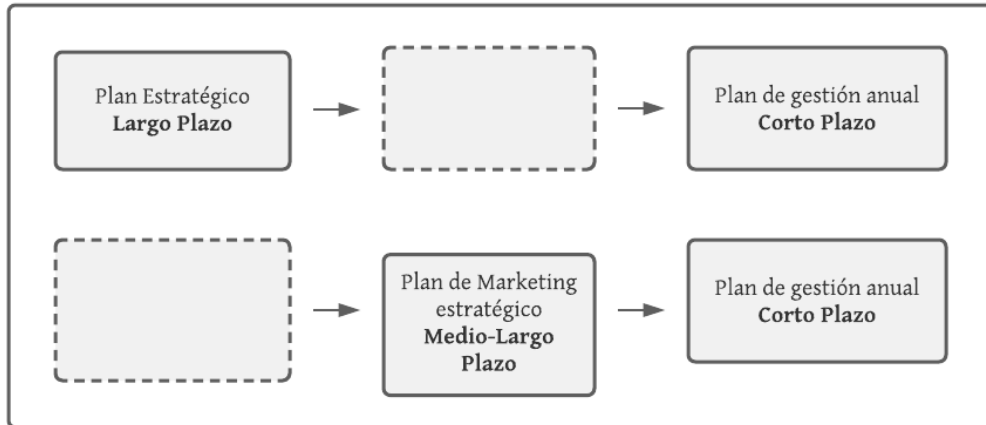 Plan Estratégico
Largo Plazo
Plan de gestión anual
Corto Plazo
Plan de Marketing
estratégico
Medio-Largo
Plazo
Plan de gestión anual
Corto Plazo